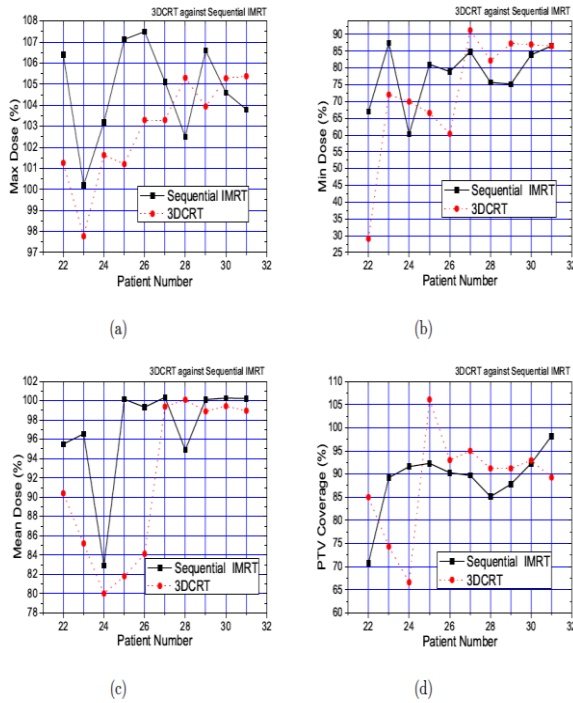 3DCRT against Sequential IMRT
108
107
106
105
104
103
102
101
100
99
98
97
Max Dose (%)
Sequential IMRT
3DCRT
22 24 26 28 30 32
Patient Number
(a)
3DCRT against Sequential IMRT
95
90
85
80
75
70
65
60
55
50
45
40
35
30
25
Min Dose (%)
Sequential IMRT
3DCRT
22 24 26 28 30 32
Patient Number
(b)
3DCRT against Sequential IMRT
102
100
98
96
94
92
90
88
86
84
82
80
78
Mean Dose (%)
Sequential IMRT
3DCRT
22 24 26 28 30 32
Patient Number
(c)
3DCRT against Sequential IMRT
110
105
100
95
90
85
80
75
70
65
60
PTV Coverage (%)
Sequential IMRT
3DCRT
22 24 26 28 30 32
Patient Number
(d)